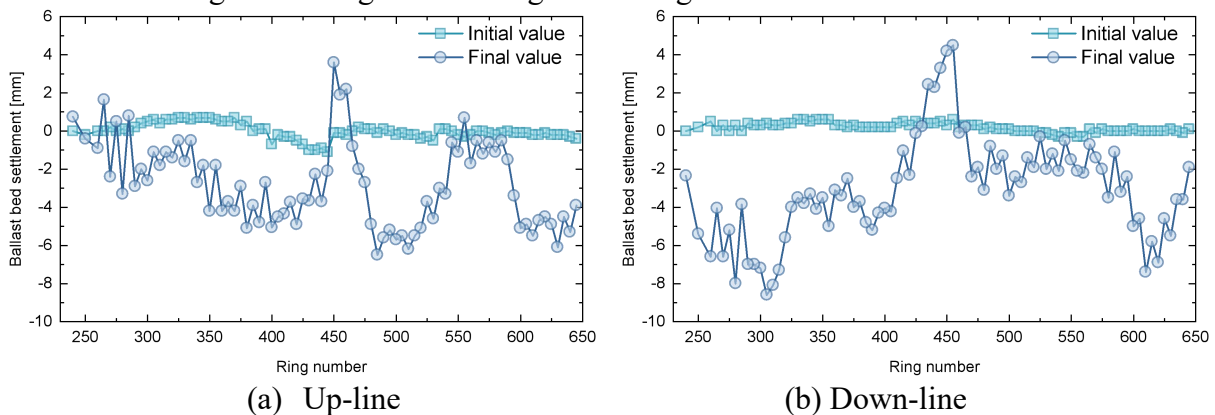 6
4
2
0
-2
-4
-6
-8
-10
Ballast bed settlement [mm]
Initial value
Final value
250 300 350 400 450 500 550 600 650
Ring number
(a) Up-line
6
4
2
0
-2
-4
-6
-8
-10
Ballast bed settlement [mm]
Initial value
Final value
250 300 350 400 450 500 550 600 650
Ring number
(b) Down-line